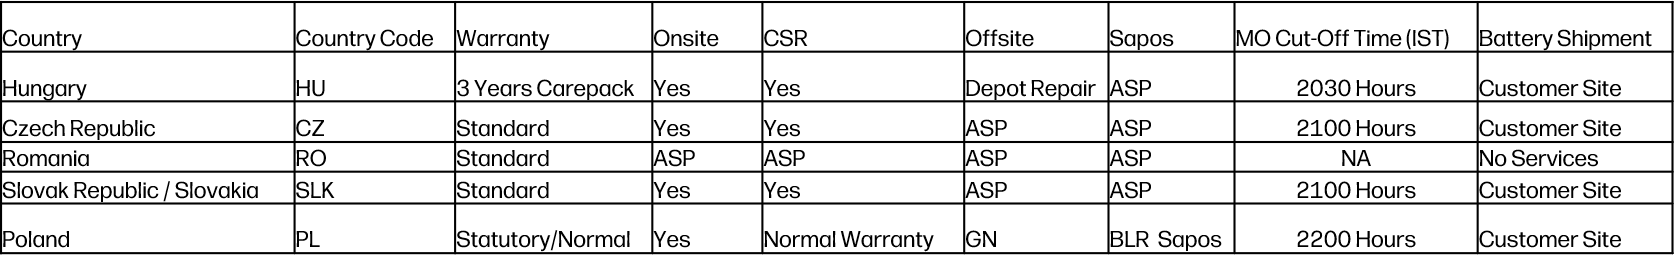 Country Country Code Warranty Onsite CSR Offsite Sapos MO Cut-Off Time (IST) Battery Shipment
Hungary HU 3 Years Carepack Yes Yes Depot Repair ASP 2030 Hours Customer Site
Czech Republic CZ Standard Yes Yes ASP ASP 2100 Hours Customer Site
Romania RO Standard ASP ASP ASP ASP NA No Services
Slovak Republic / Slovakia SLK Standard Yes Yes ASP ASP 2100 Hours Customer Site
Poland PL Statutory/Normal Yes Normal Warranty GN BLR Sapos 2200 Hours Customer Site